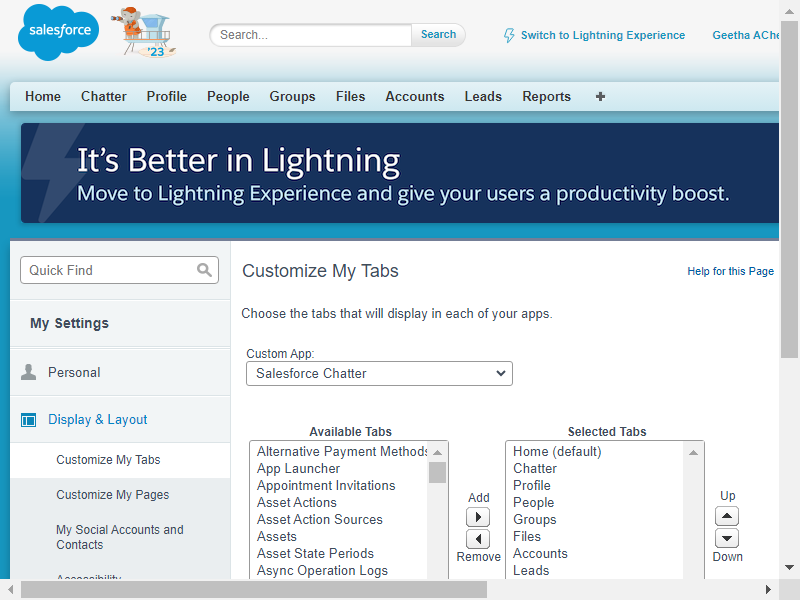 salesforce
'23
Search...
Search
Switch to Lightning Experience
Geetha AChe
Home Chatter Profile People Groups Files Accounts Leads Reports +
It's Better in Lightning
Move to Lightning Experience and give your users a productivity boost.
Quick Find
My Settings
Personal
Display & Layout
Customize My Tabs
Customize My Pages
My Social Accounts and
Contacts
Accessibility
Customize My Tabs
Help for this Page
Choose the tabs that will display in each of your apps.
Custom App:
Salesforce Chatter
Available Tabs
Alternative Payment Methods
App Launcher
Appointment Invitations
Asset Actions
Asset Action Sources
Assets
Asset State Periods
Async Operation Logs
Add
Remove
Selected Tabs
Home (default)
Chatter
Profile
People
Groups
Files
Accounts
Leads
Up
Down